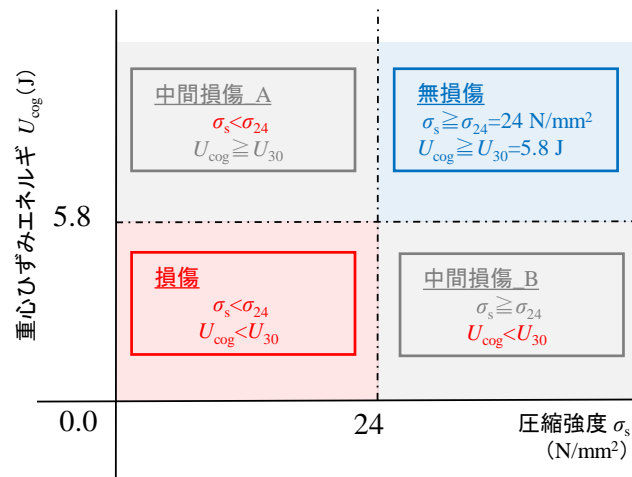 重心ひずみエネルギ Ucog(J)
中間損傷_A
σs<σ24
Ucog≧U30
無損傷
σs≧σ24=24 N/mm²
Ucog≧U30=5.8 J
5.8
損傷
σs<σ24
Ucog<U30
中間損傷_B
σs≧σ24
Ucog<U30
0.0
24
圧縮強度 σs
（N/mm²）